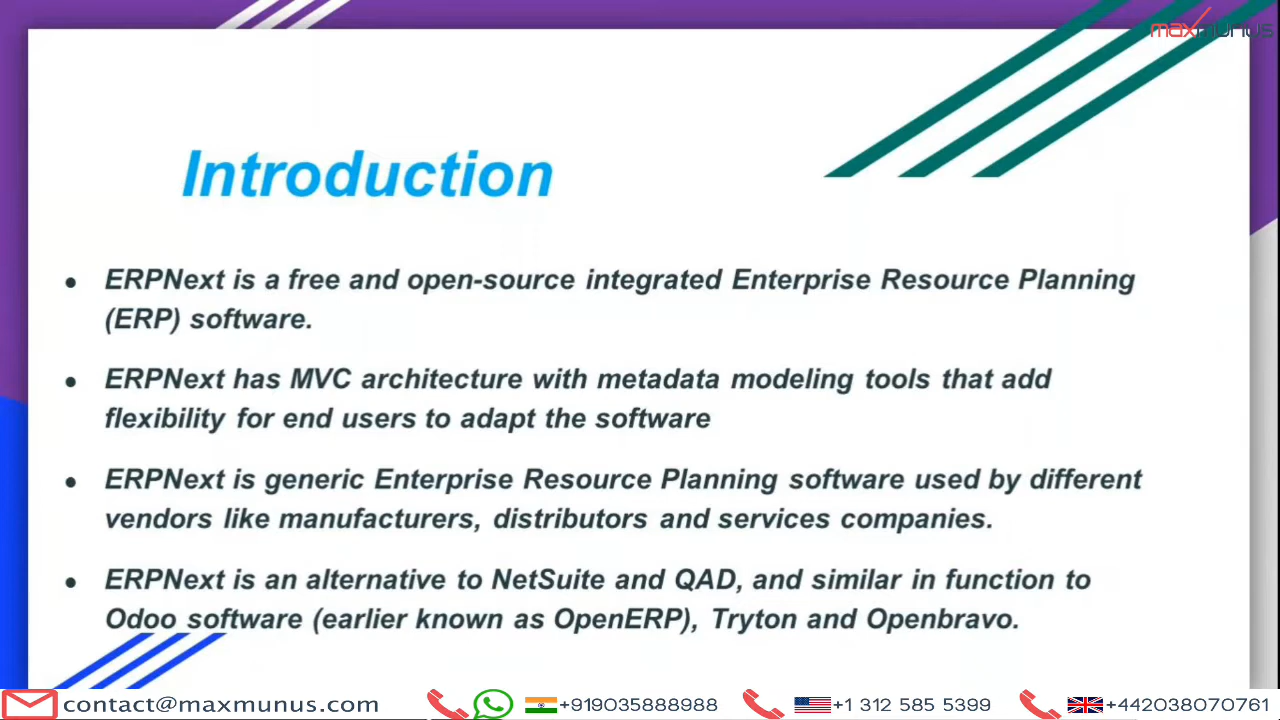 maxmunus
Introduction
• ERPNext is a free and open-source integrated Enterprise Resource Planning
(ERP) software.
• ERPNext has MVC architecture with metadata modeling tools that add
flexibility for end users to adapt the software
• ERPNext is generic Enterprise Resource Planning software used by different
vendors like manufacturers, distributors and services companies.
• ERPNext is an alternative to NetSuite and QAD, and similar in function to
Odoo software (earlier known as OpenERP), Tryton and Openbravo.
contact@maxmunus.com +919035888988 +1 312 585 5399 +442038070761